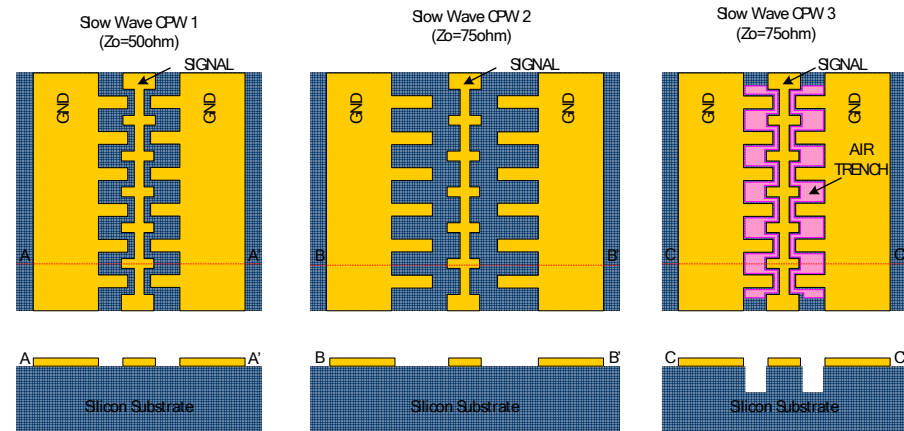 Slow Wave CPW 1
(Zo=50ohm)
SIGNAL
GND
GND
A
A'
A
A'
Silicon Substrate
Slow Wave CPW 2
(Zo=75ohm)
SIGNAL
GND
GND
B
B'
B
B'
Silicon Substrate
Slow Wave CPW 3
(Zo=75ohm)
SIGNAL
GND
GND
AIR
TRENCH
C
C'
C
C'
Silicon Substrate